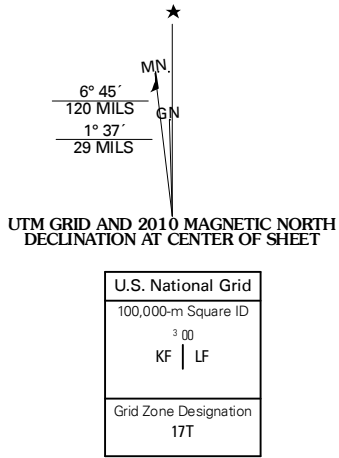 ★
MN.
6° 45´
120 MILS
GN
1° 37´
29 MILS
UTM GRID AND 2010 MAGNETIC NORTH
DECLINATION AT CENTER OF SHEET
U.S. National Grid
100,000-m Square ID
³ 00
KF | LF
Grid Zone Designation
17T